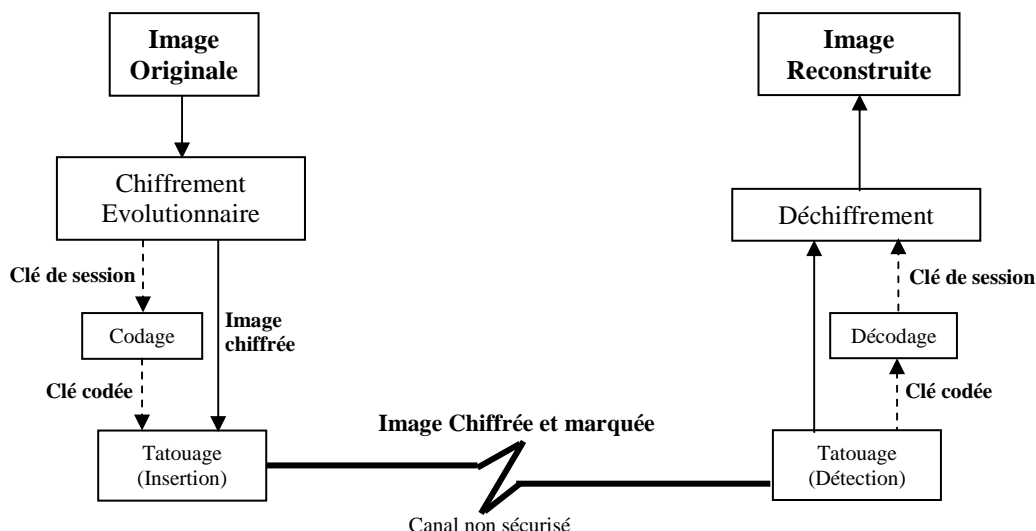 Image
Originale
Chiffrement
Evolutionnaire
Clé de session
Codage
Image
chiffrée
Clé codée
Tatouage
(Insertion)
Image Chiffrée et marquée
Canal non sécurisé
Image
Reconstruite
Déchiffrement
Clé de session
Décodage
Clé codée
Tatouage
(Détection)